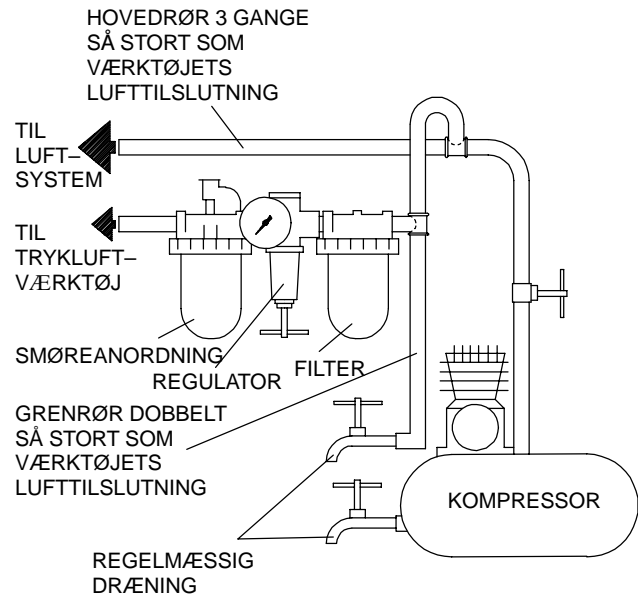 HOVEDRØR 3 GANGE
SÅ STORT SOM
VÆRKTØJETS
LUFTTILSLUTNING
TIL
LUFT–
SYSTEM
TIL
TRYKLUFT–
VÆRKTØJ
SMØREANORDNING
REGULATOR
FILTER
GRENRØR DOBBELT
SÅ STORT SOM
VÆRKTØJETS
LUFTTILSLUTNING
KOMPRESSOR
REGELMÆSSIG
DRÆNING